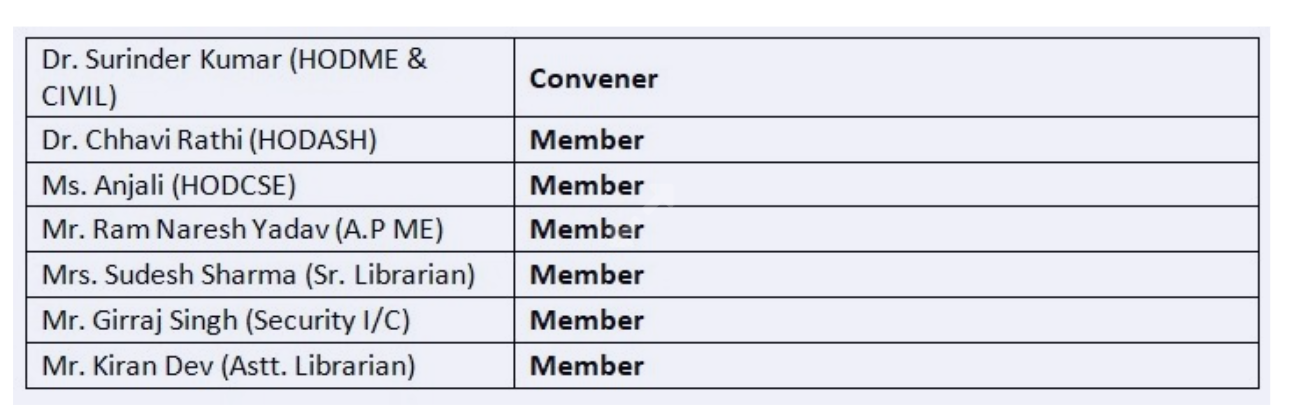 Dr. Surinder Kumar (HODME &
CIVIL)
Convener
Dr. Chhavi Rathi (HODASH)
Member
Ms. Anjali (HODCSE)
Member
Mr. Ram Naresh Yadav (A.P ME)
Member
Mrs. Sudesh Sharma (Sr. Librarian)
Member
Mr. Girraj Singh (Security I/C)
Member
Mr. Kiran Dev (Astt. Librarian)
Member